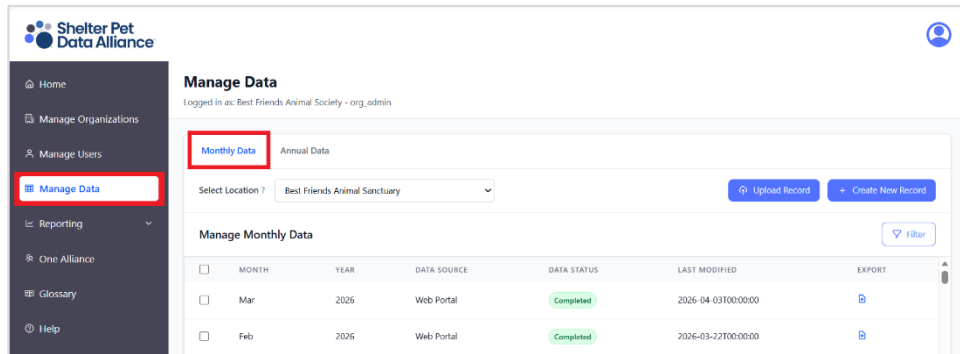 Shelter Pet
Data Alliance
Home
Manage Organizations
Manage Users
Manage Data
Reporting
One Alliance
Glossary
Help
Manage Data
Logged in as: Best Friends Animal Society - org_admin
Monthly Data Annual Data
Select Location ? Best Friends Animal Sanctuary Upload Record + Create New Record
Manage Monthly Data Filter
MONTH YEAR DATA SOURCE DATA STATUS LAST MODIFIED EXPORT
Mar 2026 Web Portal Completed 2026-04-03T00:00:00
Feb 2026 Web Portal Completed 2026-03-22T00:00:00